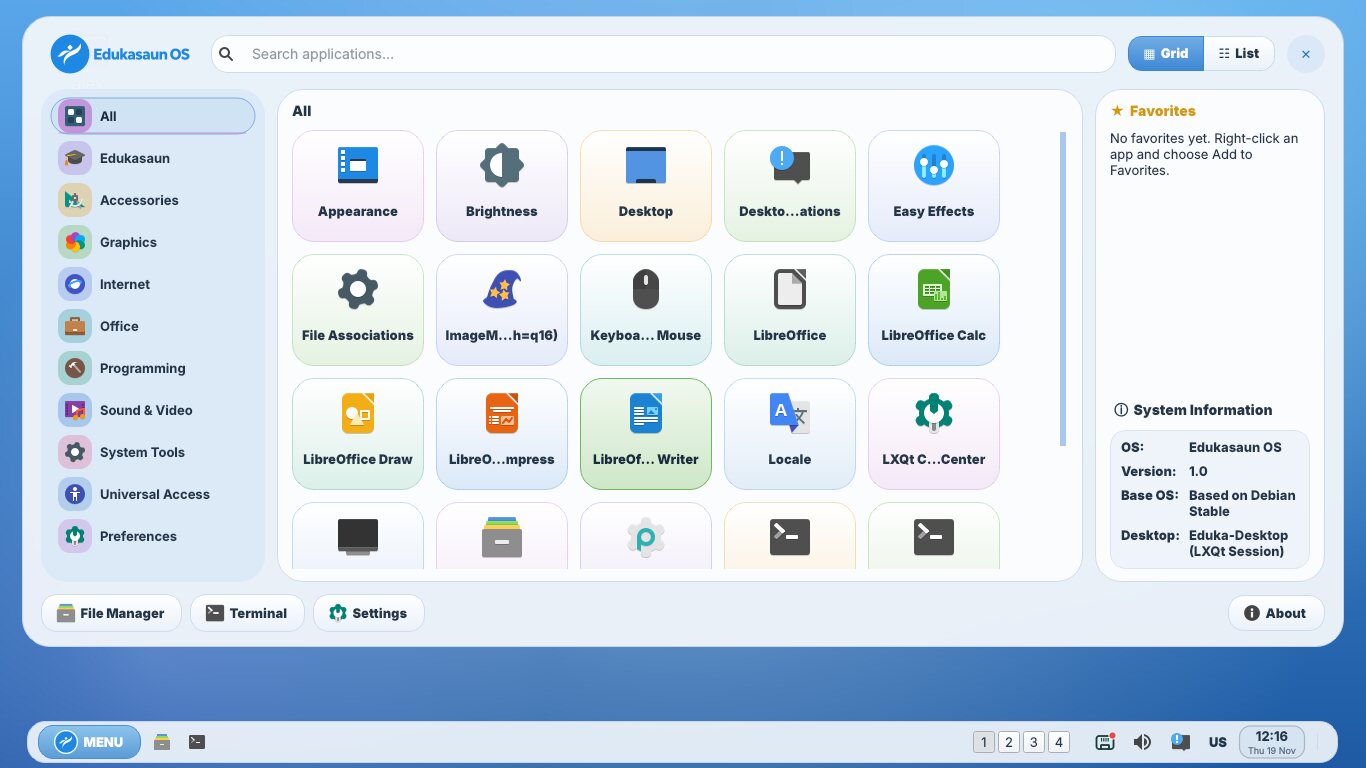 Edukasaun OS
Search applications...
Grid
List
All
Edukasaun
Accessories
Graphics
Internet
Office
Programming
Sound & Video
System Tools
Universal Access
Preferences
All
Appearance
Brightness
Desktop
Deskto...ations
Easy Effects
File Associations
ImageM...h=q16)
Keyboa... Mouse
LibreOffice
LibreOffice Calc
LibreOffice Draw
LibreO...mpress
LibreOf... Writer
Locale
LXQt C...Center
Favorites
No favorites yet. Right-click an
app and choose Add to
Favorites.
System Information
OS: Edukasaun OS
Version: 1.0
Base OS: Based on Debian
Stable
Desktop: Eduka-Desktop
(LXQt Session)
File Manager
Terminal
Settings
About
MENU
1 2 3 4
US
12:16
Thu 19 Nov